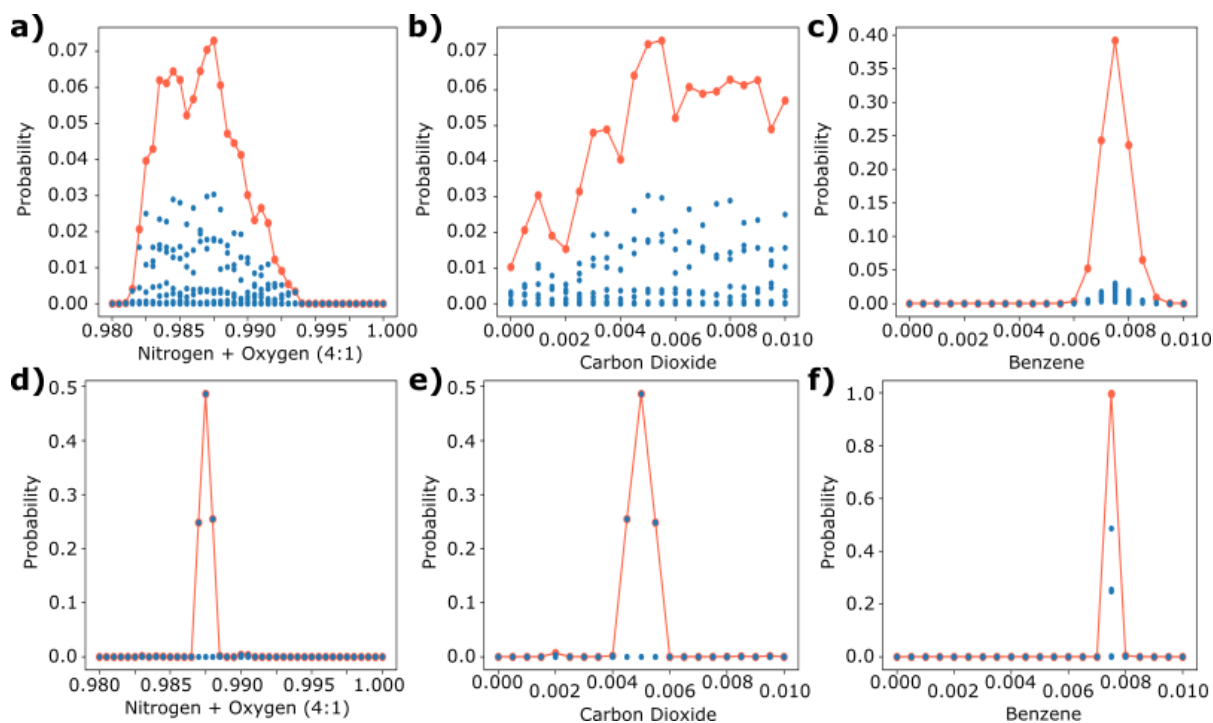 a)
Probability
0.07
0.06
0.05
0.04
0.03
0.02
0.01
0.00
0.980 0.985 0.990 0.995 1.000
Nitrogen + Oxygen (4:1)
b)
Probability
0.07
0.06
0.05
0.04
0.03
0.02
0.01
0.00
0.000 0.002 0.004 0.006 0.008 0.010
Carbon Dioxide
c)
Probability
0.40
0.35
0.30
0.25
0.20
0.15
0.10
0.05
0.00
0.000 0.002 0.004 0.006 0.008 0.010
Benzene
d)
Probability
0.5
0.4
0.3
0.2
0.1
0.0
0.980 0.985 0.990 0.995 1.000
Nitrogen + Oxygen (4:1)
e)
Probability
0.5
0.4
0.3
0.2
0.1
0.0
0.000 0.002 0.004 0.006 0.008 0.010
Carbon Dioxide
f)
Probability
1.0
0.8
0.6
0.4
0.2
0.0
0.000 0.002 0.004 0.006 0.008 0.010
Benzene